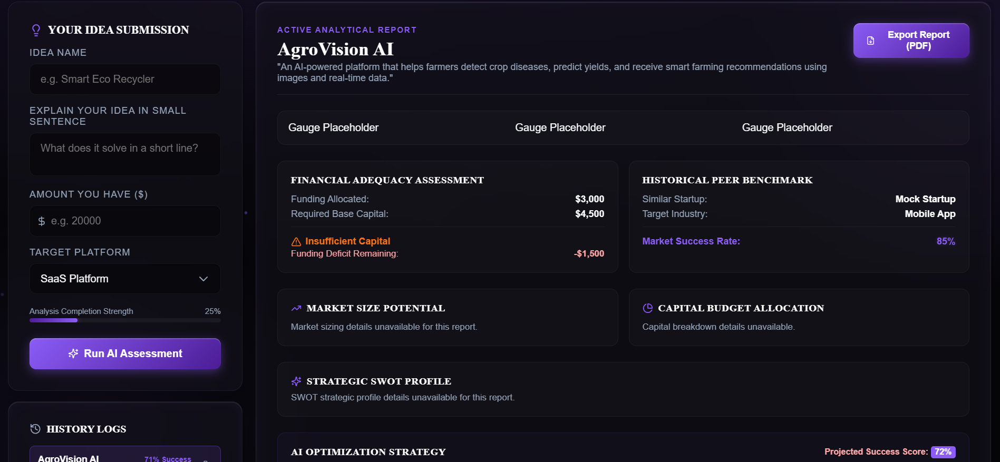 YOUR IDEA SUBMISSION
IDEA NAME
e.g. Smart Eco Recycler
EXPLAIN YOUR IDEA IN SMALL
SENTENCE
What does it solve in a short line?
AMOUNT YOU HAVE ($)
$ e.g. 20000
TARGET PLATFORM
SaaS Platform
Analysis Completion Strength 25%
Run AI Assessment
HISTORY LOGS
AgroVision AI 71% Success
ACTIVE ANALYTICAL REPORT
AgroVision AI
"An AI-powered platform that helps farmers detect crop diseases, predict yields, and receive smart farming recommendations using
images and real-time data."
Export Report
(PDF)
Gauge Placeholder Gauge Placeholder Gauge Placeholder
FINANCIAL ADEQUACY ASSESSMENT
Funding Allocated: $3,000
Required Base Capital: $4,500
Insufficient Capital
Funding Deficit Remaining: -$1,500
HISTORICAL PEER BENCHMARK
Similar Startup: Mock Startup
Target Industry: Mobile App
Market Success Rate: 85%
MARKET SIZE POTENTIAL
Market sizing details unavailable for this report.
CAPITAL BUDGET ALLOCATION
Capital breakdown details unavailable.
STRATEGIC SWOT PROFILE
SWOT strategic profile details unavailable for this report.
AI OPTIMIZATION STRATEGY
Projected Success Score: 72%